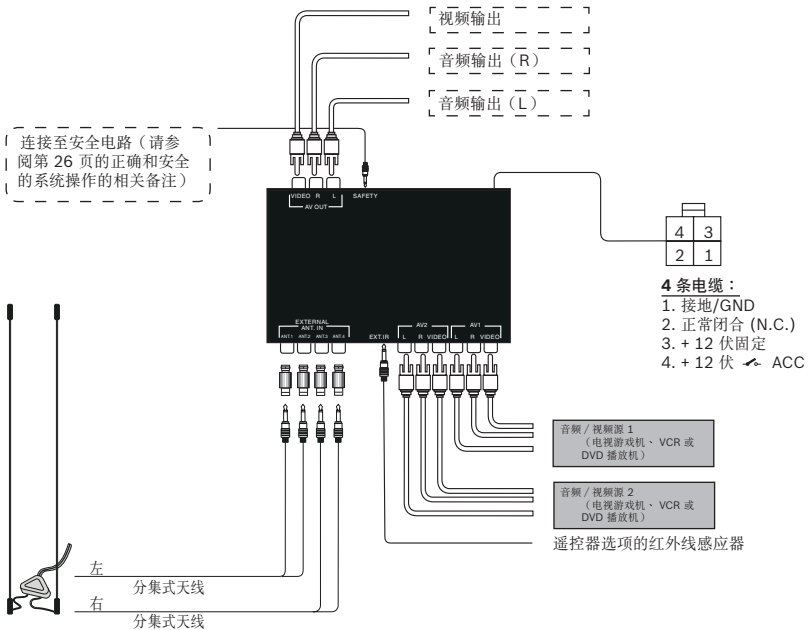 视频输出
音频输出（R）
音频输出（L）
连接至安全电路（请参
阅第 26 页的正确和安全
的系统操作的相关备注）
VIDEO R L
AV OUT
SAFETY
4 3
2 1
4 条电缆：
1. 接地/GND
2. 正常闭合 (N.C.)
3. + 12 伏固定
4. + 12 伏 ACC
EXTERNAL
ANT. IN
ANT.1 ANT.2 ANT.3 ANT.4
EXT.IR
AV2
L R VIDEO
AV1
L R VIDEO
音频 / 视频源 1
（电视游戏机、 VCR 或
DVD 播放机）
音频 / 视频源 2
（电视游戏机、 VCR 或
DVD 播放机）
遥控器选项的红外线感应器
左
分集式天线
右
分集式天线